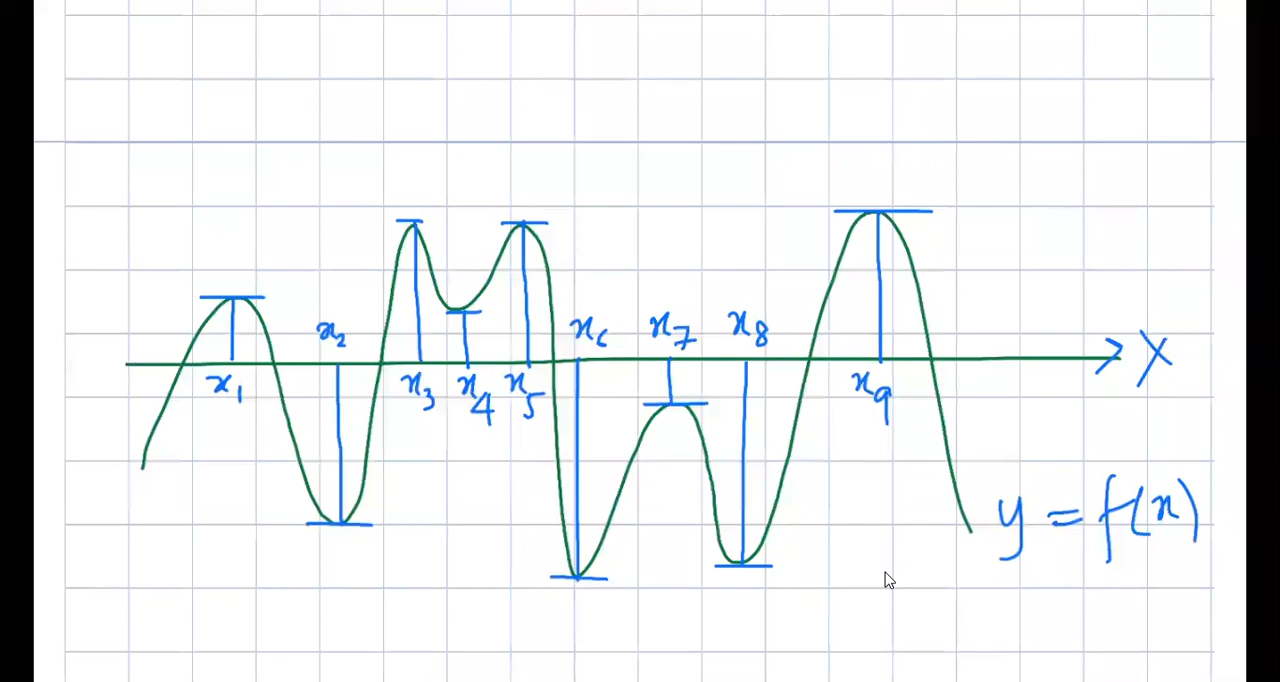 x₂ x₆ x₇ x₈
x₁ x₃ x₄ x₅ x₉ X
y = f(x)